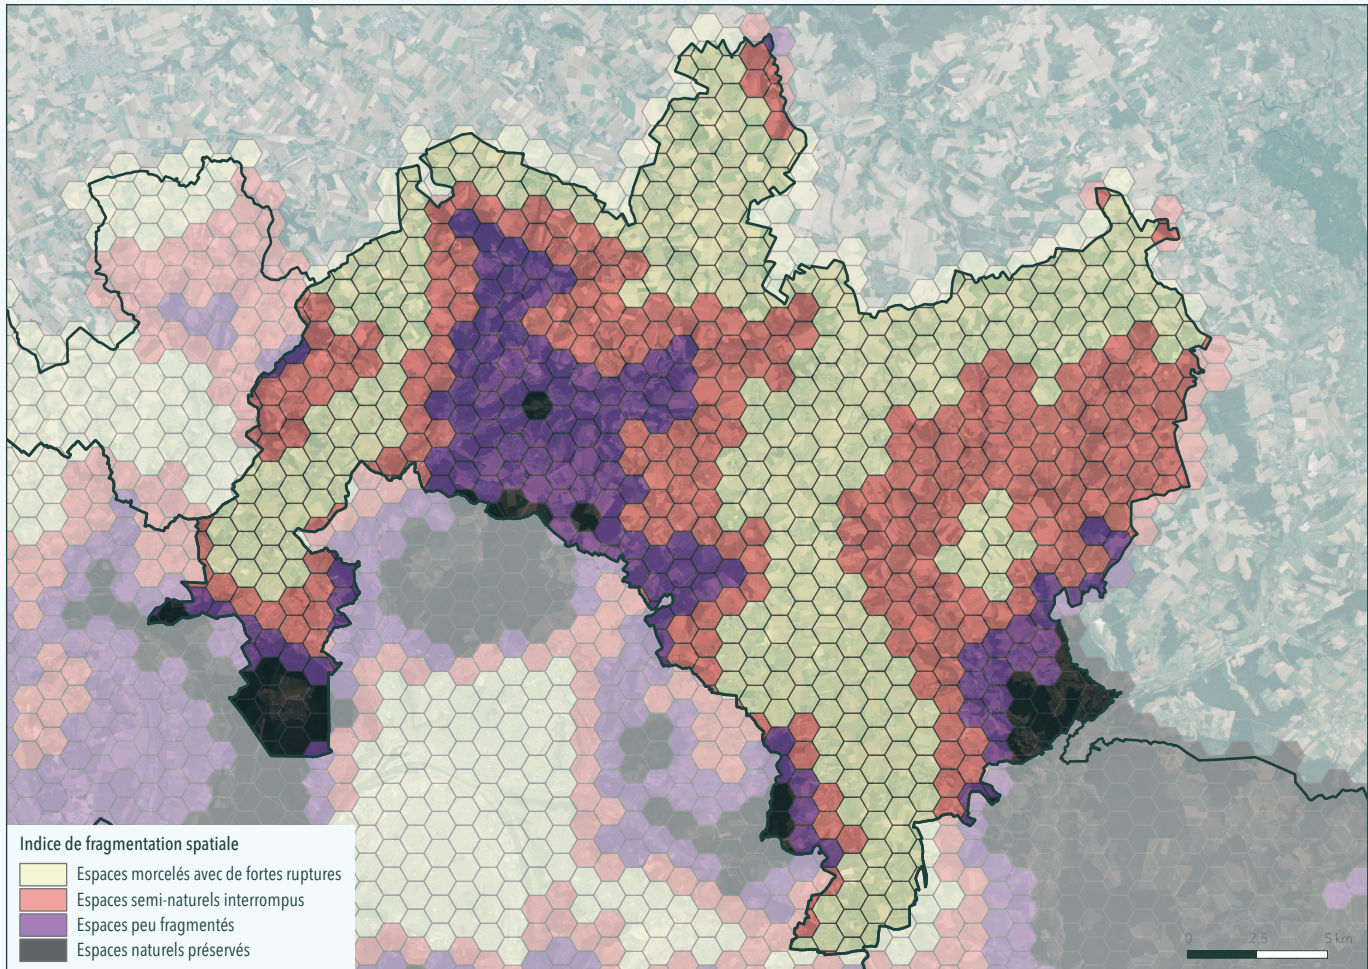 Indice de fragmentation spatiale
Espaces morcelés avec de fortes ruptures
Espaces semi-naturels interrompus
Espaces peu fragmentés
Espaces naturels préservés
0 2,5 5 km